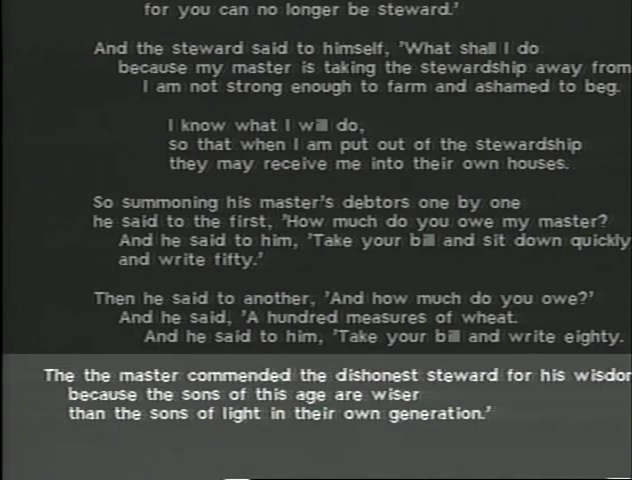 for you can no longer be steward.'
And the steward said to himself, 'What shall I do
because my master is taking the stewardship away from
I am not strong enough to farm and ashamed to beg.
I know what I will do,
so that when I am put out of the stewardship
they may receive me into their own houses.
So summoning his master's debtors one by one
he said to the first, 'How much do you owe my master?
And he said to him, 'Take your bill and sit down quickly
and write fifty.'
Then he said to another, 'And how much do you owe?'
And he said, 'A hundred measures of wheat.
And he said to him, 'Take your bill and write eighty.
The the master commended the dishonest steward for his
because the sons of this age are wiser
than the sons of light in their own generation.'